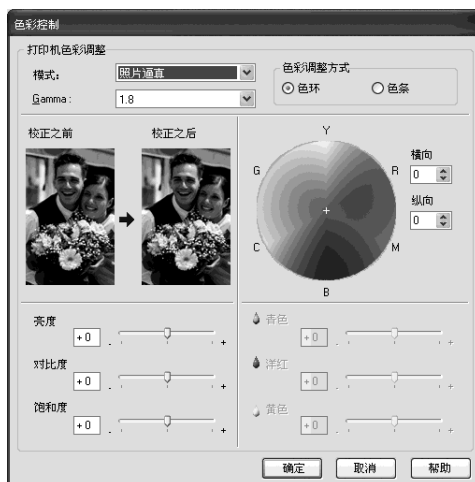 色彩控制
打印机色彩调整
模式：
照片逼真
Gamma：
1.8
色彩调整方式
色环
色条
校正之前
校正之后
Y
G
R
C
M
B
横向
0
纵向
0
亮度
+0
- +
对比度
+0
- +
饱和度
+0
- +
青色
+0
- +
洋红
+0
- +
黄色
+0
- +
确定
取消
帮助